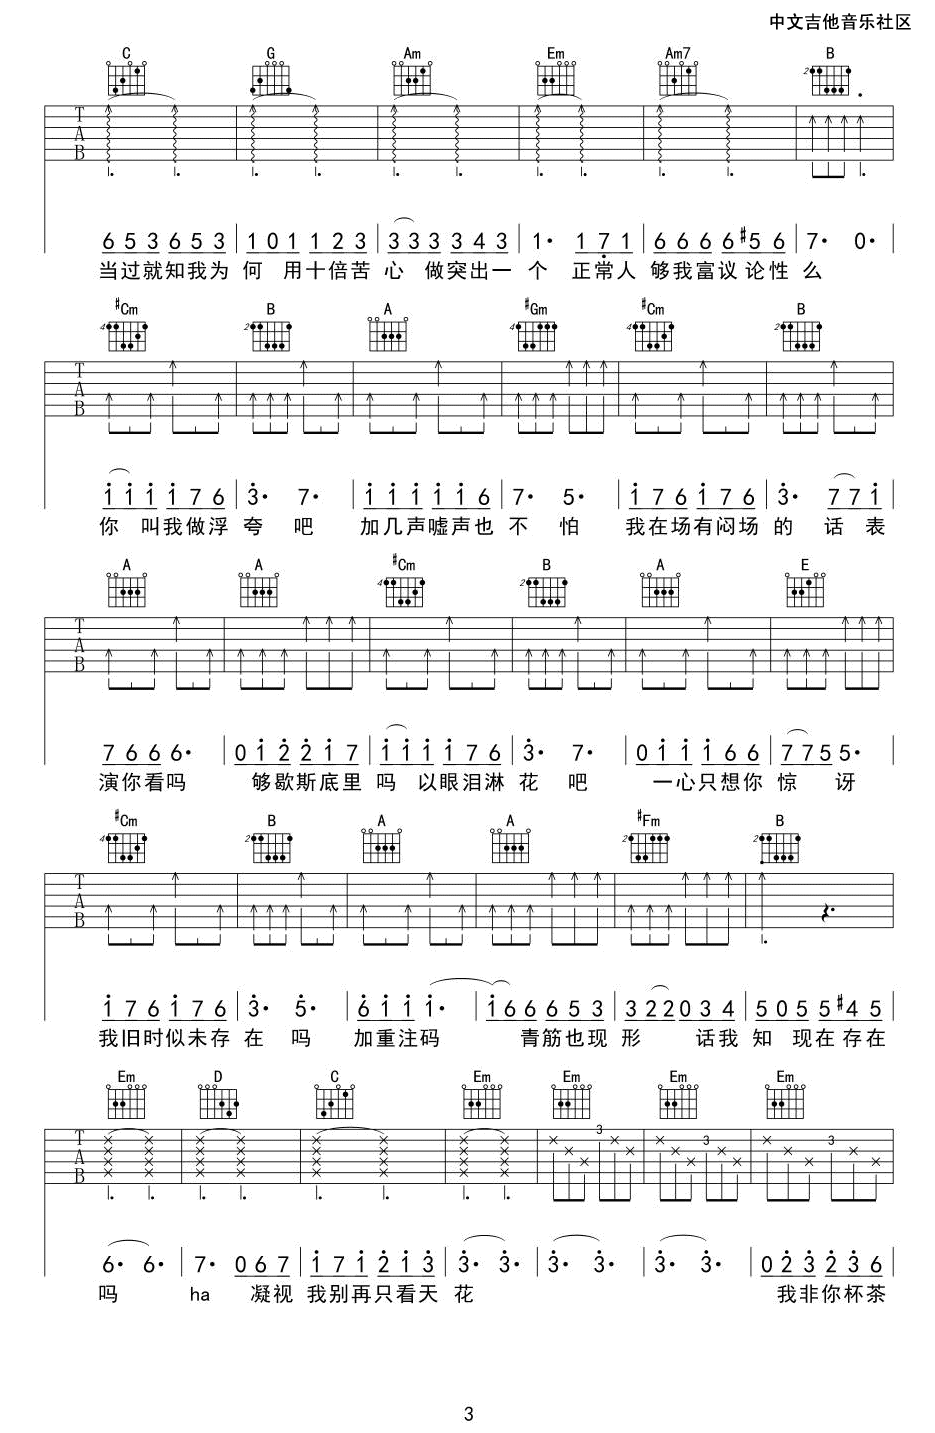 中文吉他音乐社区
C G Am Em Am7 B
2
T
A
B
6 5 3 6 5 3 | 1 0 1 1 2 3 | 3 3 3 3 4 3 | 1· 1 7 1 | 6 6 6 6 #5 6 | 7· 0·
当过就知我为 何 用十倍苦 心 做突出一 个 正常人 够我富议论性 么
#Cm B A #Gm #Cm B
4 2 4 4 2
T
A
B
1 1 1 1 7 6 | 3· 7· | 1 1 1 1 1 6 | 7· 5· | 1 7 6 1 7 6 | 3· 7 7 1
你 叫我做浮 夸 吧 加几声嘘声也 不 怕 我在场有闷场 的 话 表
A A #Cm B A E
4 2
T
A
B
7 6 6 6· | 0 1 2 2 1 7 | 1 1 1 1 7 6 | 3· 7· | 0 1 1 1 6 6 | 7 7 5 5·
演你看吗 够歇斯底里 吗 以眼泪淋 花 吧 一心只想你 惊 讶
#Cm B A A #Fm B
4 2 2 2
T
A
B
1 7 6 1 7 6 | 3· 5· | 6 1 1 1· | 1 6 6 6 5 3 | 3 2 2 0 3 4 | 5 0 5 5 #4 5
我旧时似未存 在 吗 加重注码 青筋也现 形 话我 知 现在存在
Em D C Em Em Em Em
3 3 3
T
A
B
6· 6· | 7· 0 6 7 | 1 7 1 2 1 3 | 3· 3· | 3· 3· | 3· 3· | 0 2 3 2 3 6
吗 ha 凝视 我别再只看天 花 我非你杯茶
3